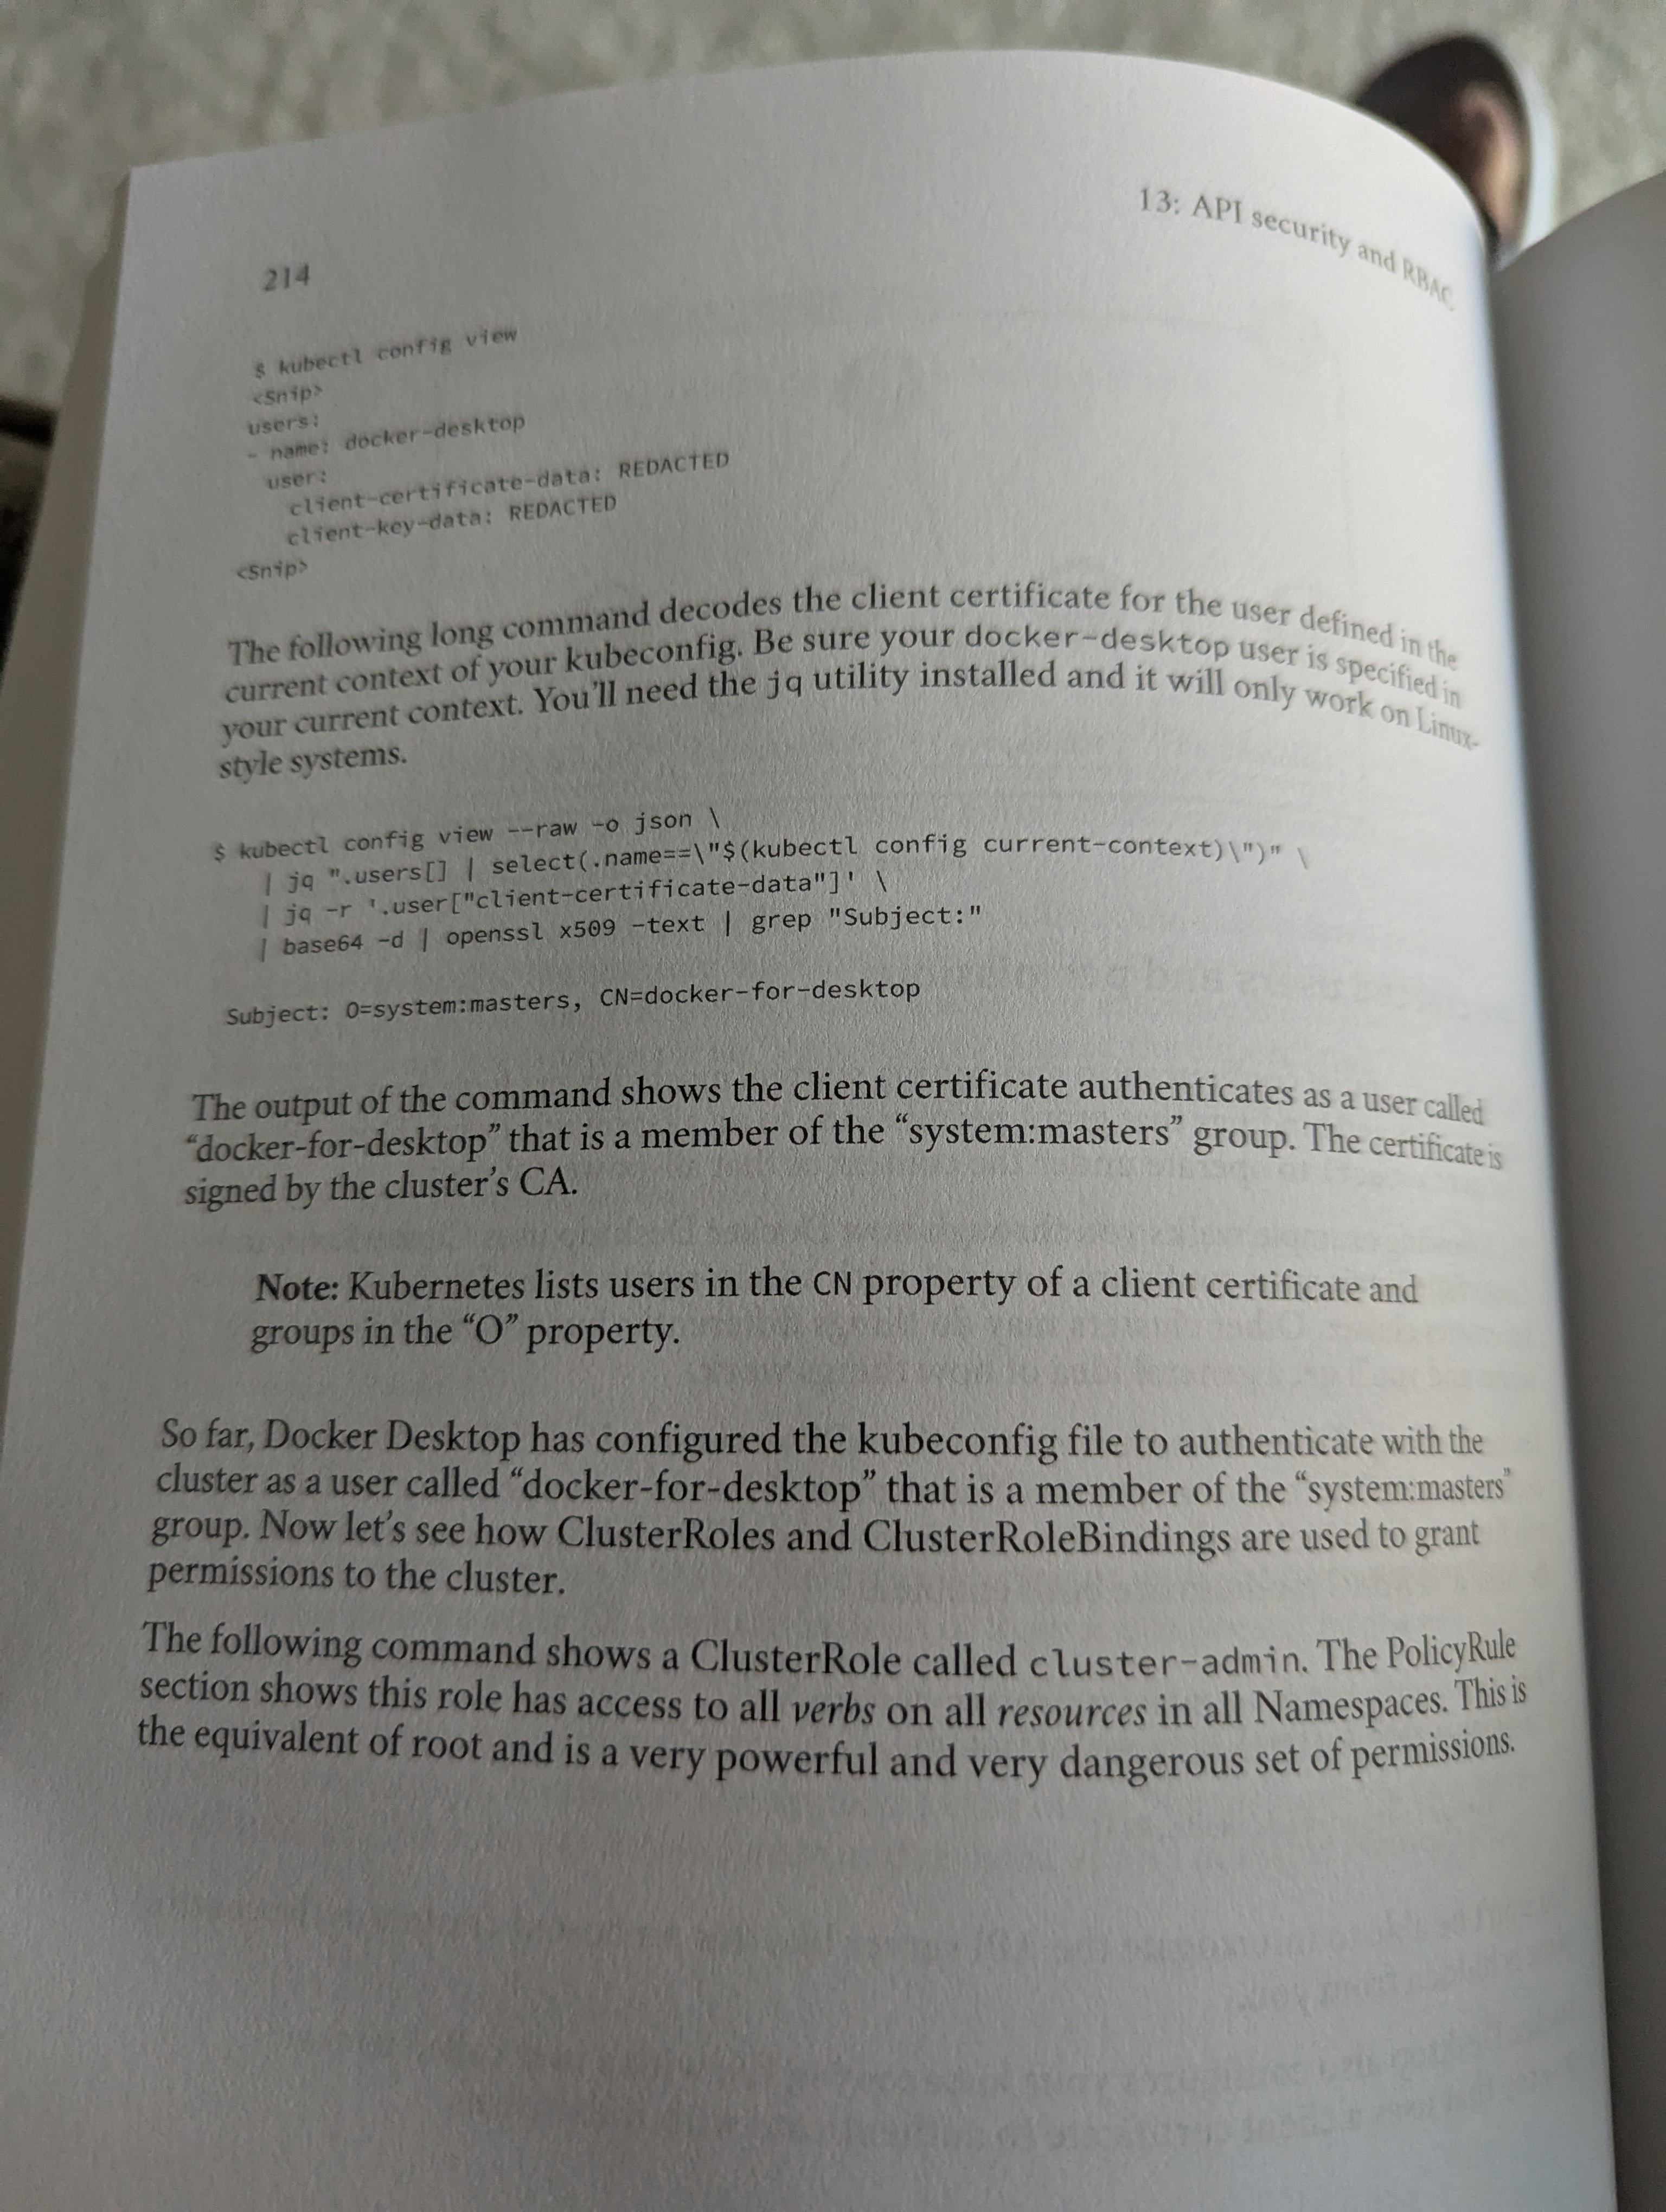 214
13: API security and RBAC
$ kubectl config view
<Snip>
users:
- name: docker-desktop
  user:
    client-certificate-data: REDACTED
    client-key-data: REDACTED
<Snip>
The following long command decodes the client certificate for the user defined in the
current context of your kubeconfig. Be sure your docker-desktop user is specified in
your current context. You’ll need the jq utility installed and it will only work on Linux-
style systems.
$ kubectl config view --raw -o json \
    | jq ".users[] | select(.name==\"$(kubectl config current-context)\")" \
    | jq -r '.user["client-certificate-data"]' \
    | base64 -d | openssl x509 -text | grep "Subject:"
Subject: O=system:masters, CN=docker-for-desktop
The output of the command shows the client certificate authenticates as a user called
“docker-for-desktop” that is a member of the “system:masters” group. The certificate is
signed by the cluster’s CA.
Note: Kubernetes lists users in the CN property of a client certificate and
groups in the “O” property.
So far, Docker Desktop has configured the kubeconfig file to authenticate with the
cluster as a user called “docker-for-desktop” that is a member of the “system:masters”
group. Now let’s see how ClusterRoles and ClusterRoleBindings are used to grant
permissions to the cluster.
The following command shows a ClusterRole called cluster-admin. The PolicyRule
section shows this role has access to all verbs on all resources in all Namespaces. This is
the equivalent of root and is a very powerful and very dangerous set of permissions.